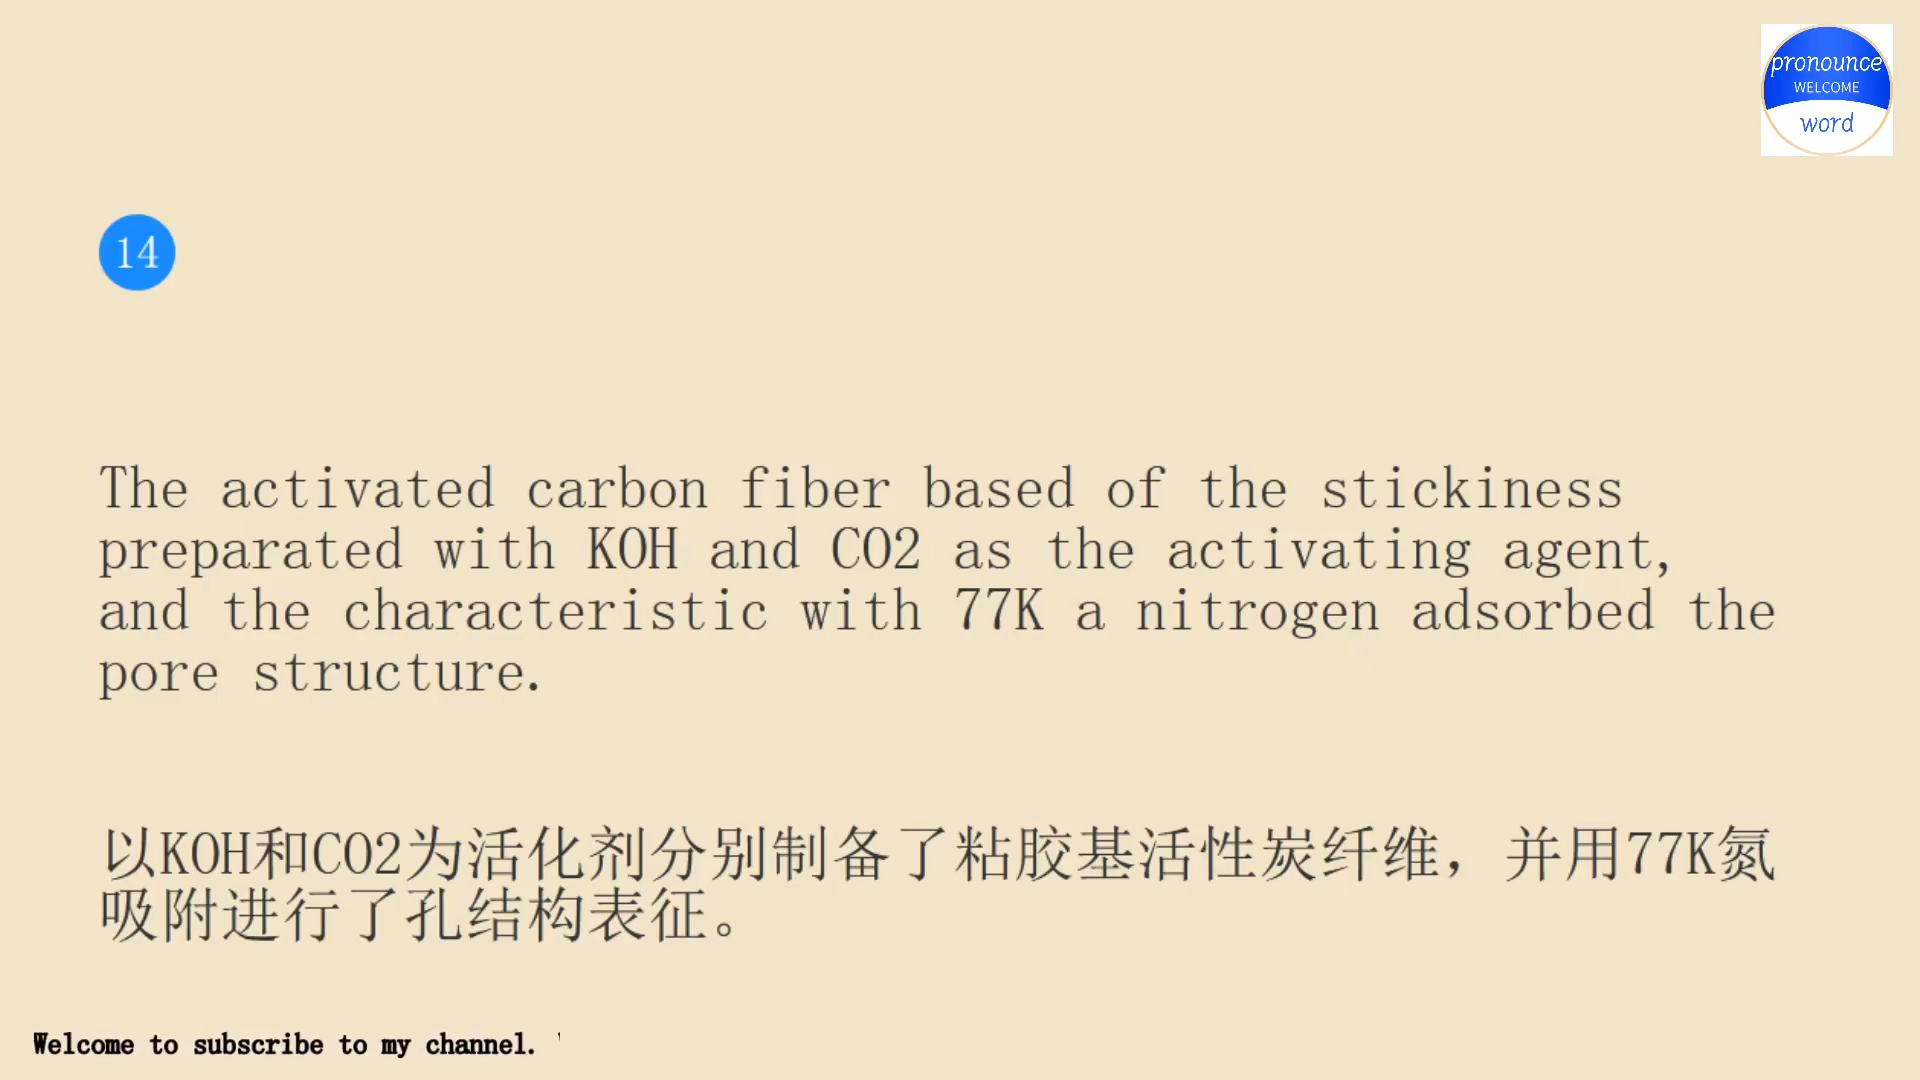 pronounce
WELCOME
word
14
The activated carbon fiber based of the stickiness
preparated with KOH and CO2 as the activating agent,
and the characteristic with 77K a nitrogen adsorbed the
pore structure.
以KOH和CO2为活化剂分别制备了粘胶基活性炭纤维，并用77K氮
吸附进行了孔结构表征。
Welcome to subscribe to my channel.